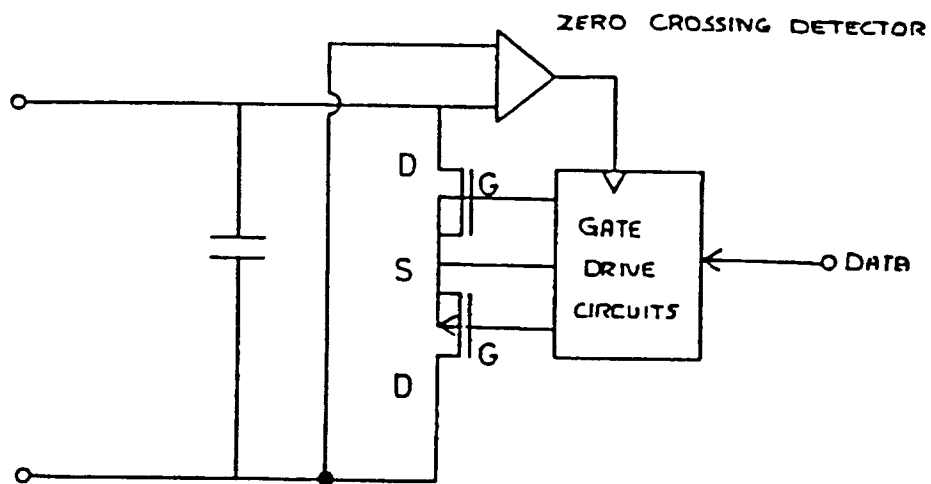 ZERO CROSSING DETECTOR
D
G
GATE
DRIVE
CIRCUITS
S
DATA
G
D